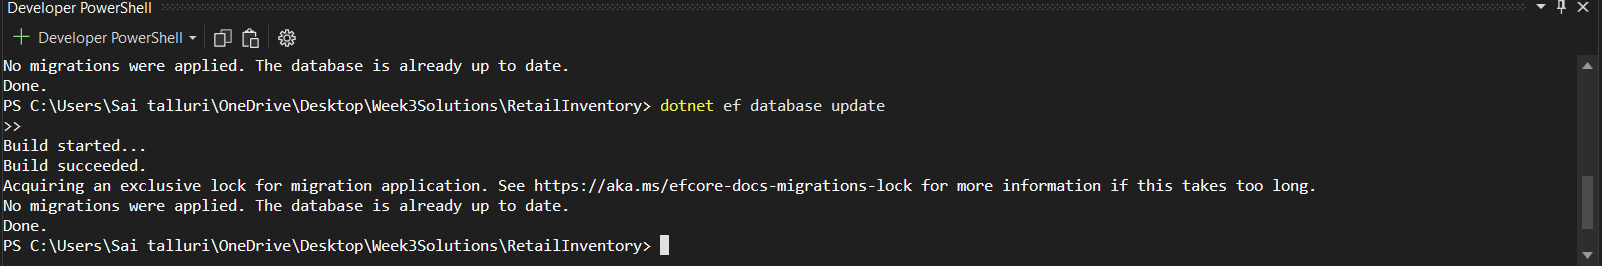 Developer PowerShell
Developer PowerShell
No migrations were applied. The database is already up to date.
Done.
PS C:\Users\Sai talluri\OneDrive\Desktop\Week3Solutions\RetailInventory> dotnet ef database update
>>
Build started...
Build succeeded.
Acquiring an exclusive lock for migration application. See https://aka.ms/efcore-docs-migrations-lock for more information if this takes too long.
No migrations were applied. The database is already up to date.
Done.
PS C:\Users\Sai talluri\OneDrive\Desktop\Week3Solutions\RetailInventory>